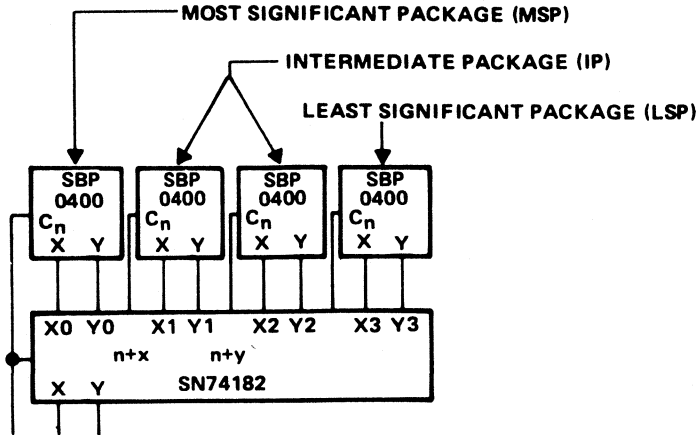 MOST SIGNIFICANT PACKAGE (MSP)
INTERMEDIATE PACKAGE (IP)
LEAST SIGNIFICANT PACKAGE (LSP)
SBP SBP SBP SBP
0400 0400 0400 0400
Cn Cn Cn Cn
X Y X Y X Y X Y
X0 Y0 X1 Y1 X2 Y2 X3 Y3
n+x n+y
SN74182
X Y